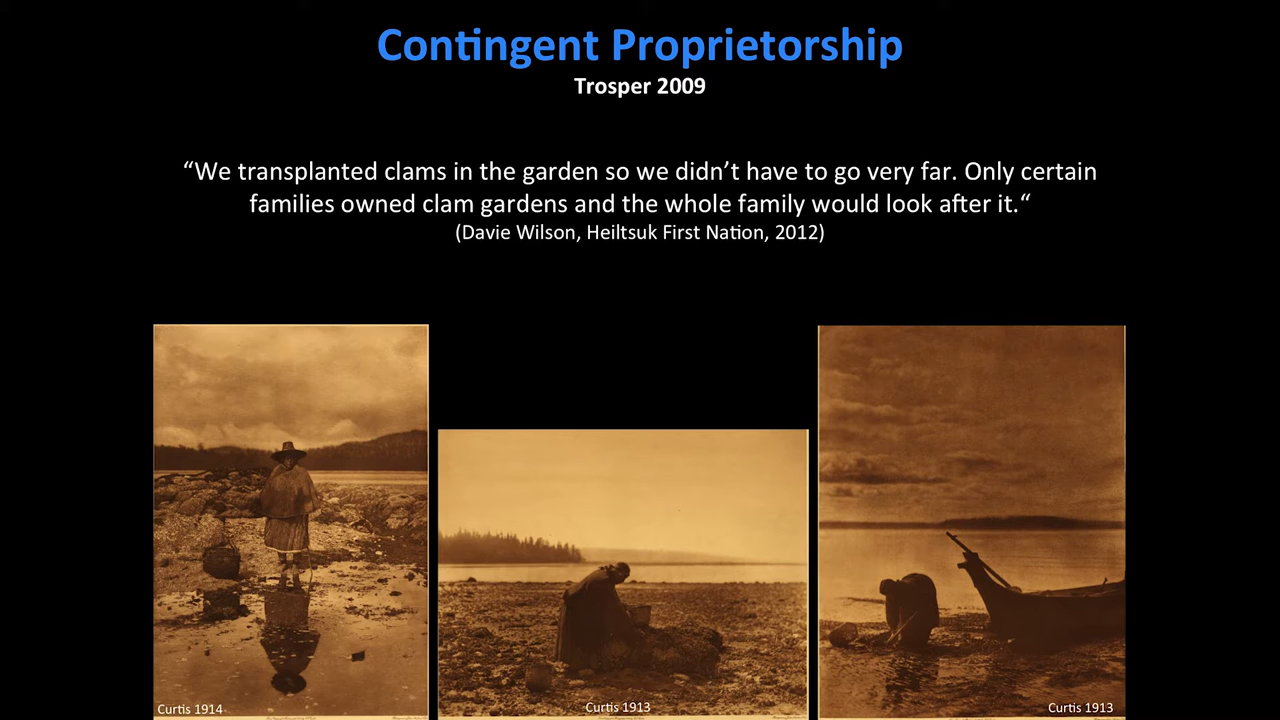 Contingent Proprietorship
Trosper 2009
“We transplanted clams in the garden so we didn’t have to go very far. Only certain
families owned clam gardens and the whole family would look after it.“
(Davie Wilson, Heiltsuk First Nation, 2012)
Curtis 1914
Curtis 1913
Curtis 1913